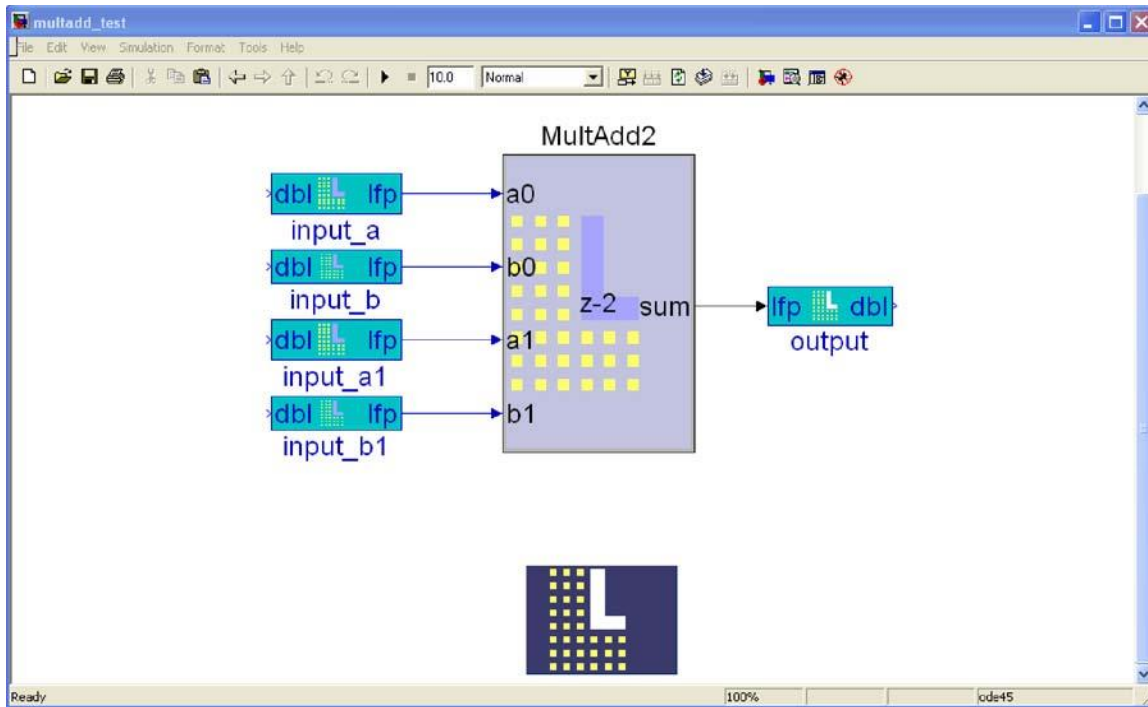 multadd_test
File Edit View Simulation Format Tools Help
10.0 Normal
MultAdd2
dbl lfp a0
input_a
dbl lfp b0
input_b
z-2 sum lfp dbl
output
dbl lfp a1
input_a1
dbl lfp b1
input_b1
Ready 100% ode45